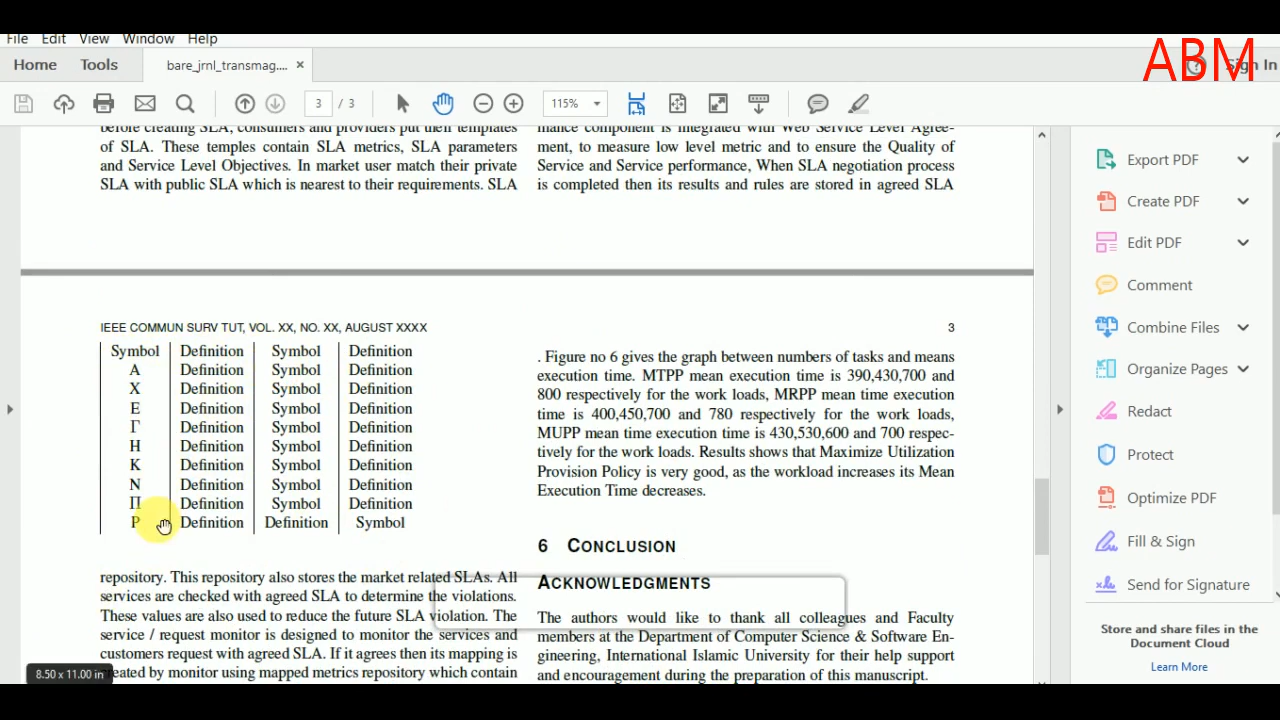 ABM
File Edit View Window Help
Home Tools bare_jrnl_transmag.... × Sign In
3 / 3 115%
before creating SLA, consumers and providers put their templates
of SLA. These temples contain SLA metrics, SLA parameters
and Service Level Objectives. In market user match their private
SLA with public SLA which is nearest to their requirements. SLA
mance component is integrated with Web Service Level Agree-
ment, to measure low level metric and to ensure the Quality of
Service and Service performance, When SLA negotiation process
is completed then its results and rules are stored in agreed SLA
IEEE COMMUN SURV TUT, VOL. XX, NO. XX, AUGUST XXXX 3
Symbol Definition Symbol Definition
A Definition Symbol Definition
X Definition Symbol Definition
E Definition Symbol Definition
Γ Definition Symbol Definition
H Definition Symbol Definition
K Definition Symbol Definition
N Definition Symbol Definition
Π Definition Symbol Definition
P Definition Definition Symbol
repository. This repository also stores the market related SLAs. All
services are checked with agreed SLA to determine the violations.
These values are also used to reduce the future SLA violation. The
service / request monitor is designed to monitor the services and
customers request with agreed SLA. If it agrees then its mapping is
created by monitor using mapped metrics repository which contain
. Figure no 6 gives the graph between numbers of tasks and means
execution time. MTPP mean execution time is 390,430,700 and
800 respectively for the work loads, MRPP mean time execution
time is 400,450,700 and 780 respectively for the work loads,
MUPP mean time execution time is 430,530,600 and 700 respec-
tively for the work loads. Results shows that Maximize Utilization
Provision Policy is very good, as the workload increases its Mean
Execution Time decreases.
6 CONCLUSION
ACKNOWLEDGMENTS
The authors would like to thank all colleagues and Faculty
members at the Department of Computer Science & Software En-
gineering, International Islamic University for their help support
and encouragement during the preparation of this manuscript.
8.50 x 11.00 in
Export PDF
Create PDF
Edit PDF
Comment
Combine Files
Organize Pages
Redact
Protect
Optimize PDF
Fill & Sign
Send for Signature
Store and share files in the
Document Cloud
Learn More